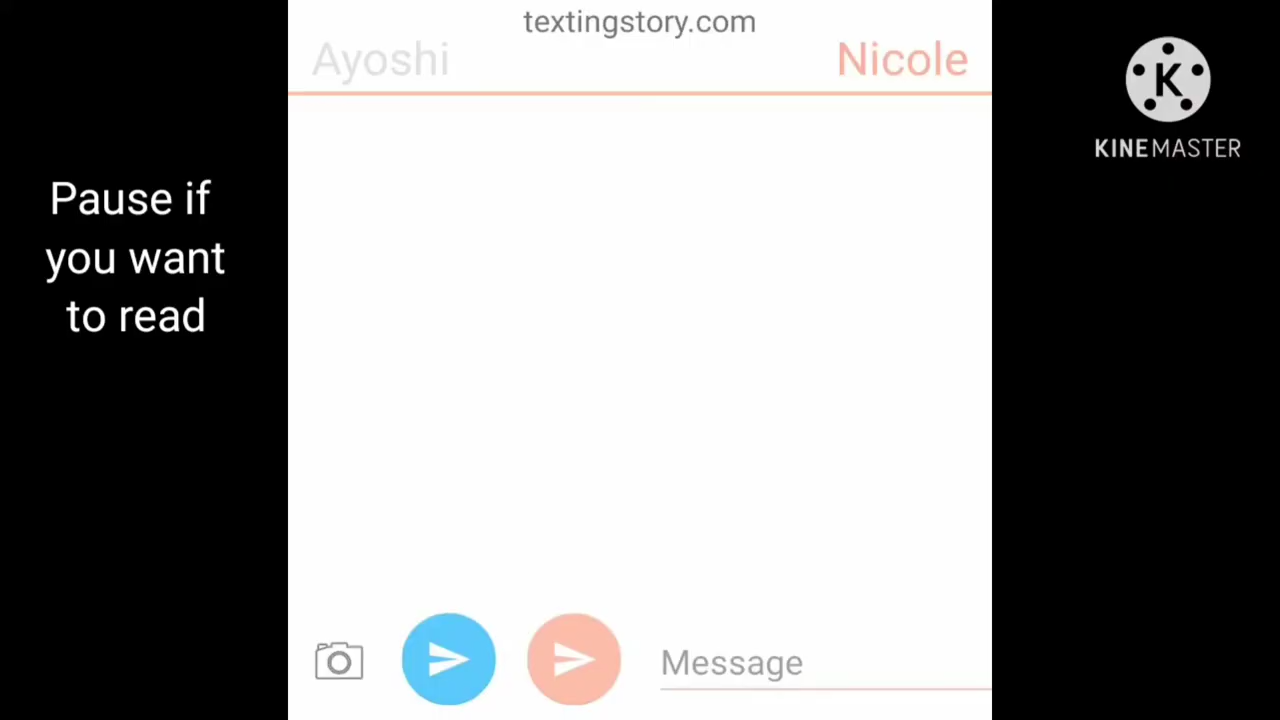 textingstory.com
Ayoshi
Nicole
Pause if
you want
to read
K
KINEMASTER
Message